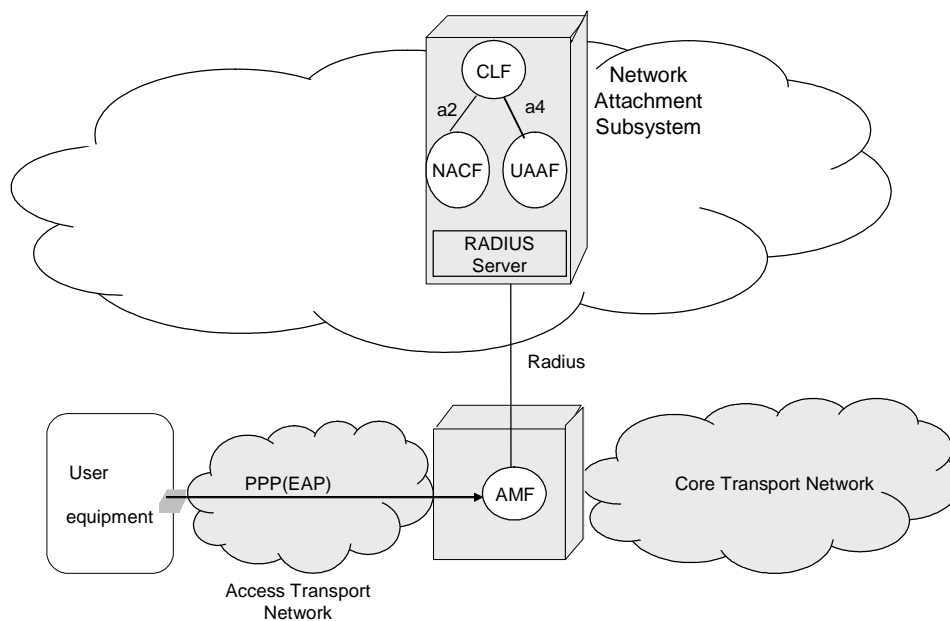 CLF
Network
Attachment
Subsystem
a2
a4
NACF
UAAF
RADIUS
Server
Radius
User
equipment
PPP(EAP)
AMF
Core Transport Network
Access Transport
Network